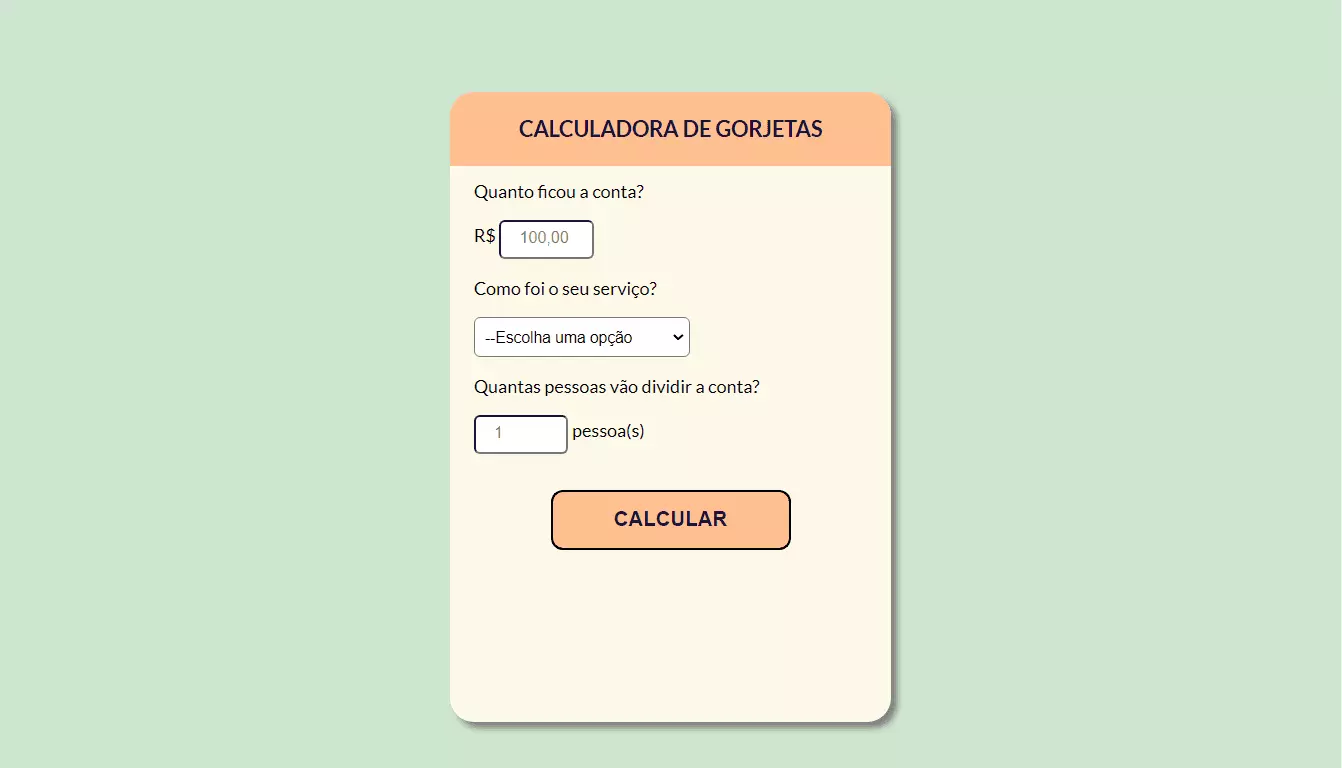 CALCULADORA DE GORJETAS
Quanto ficou a conta?
R$ 100,00
Como foi o seu serviço?
--Escolha uma opção
Quantas pessoas vão dividir a conta?
1 pessoa(s)
CALCULAR